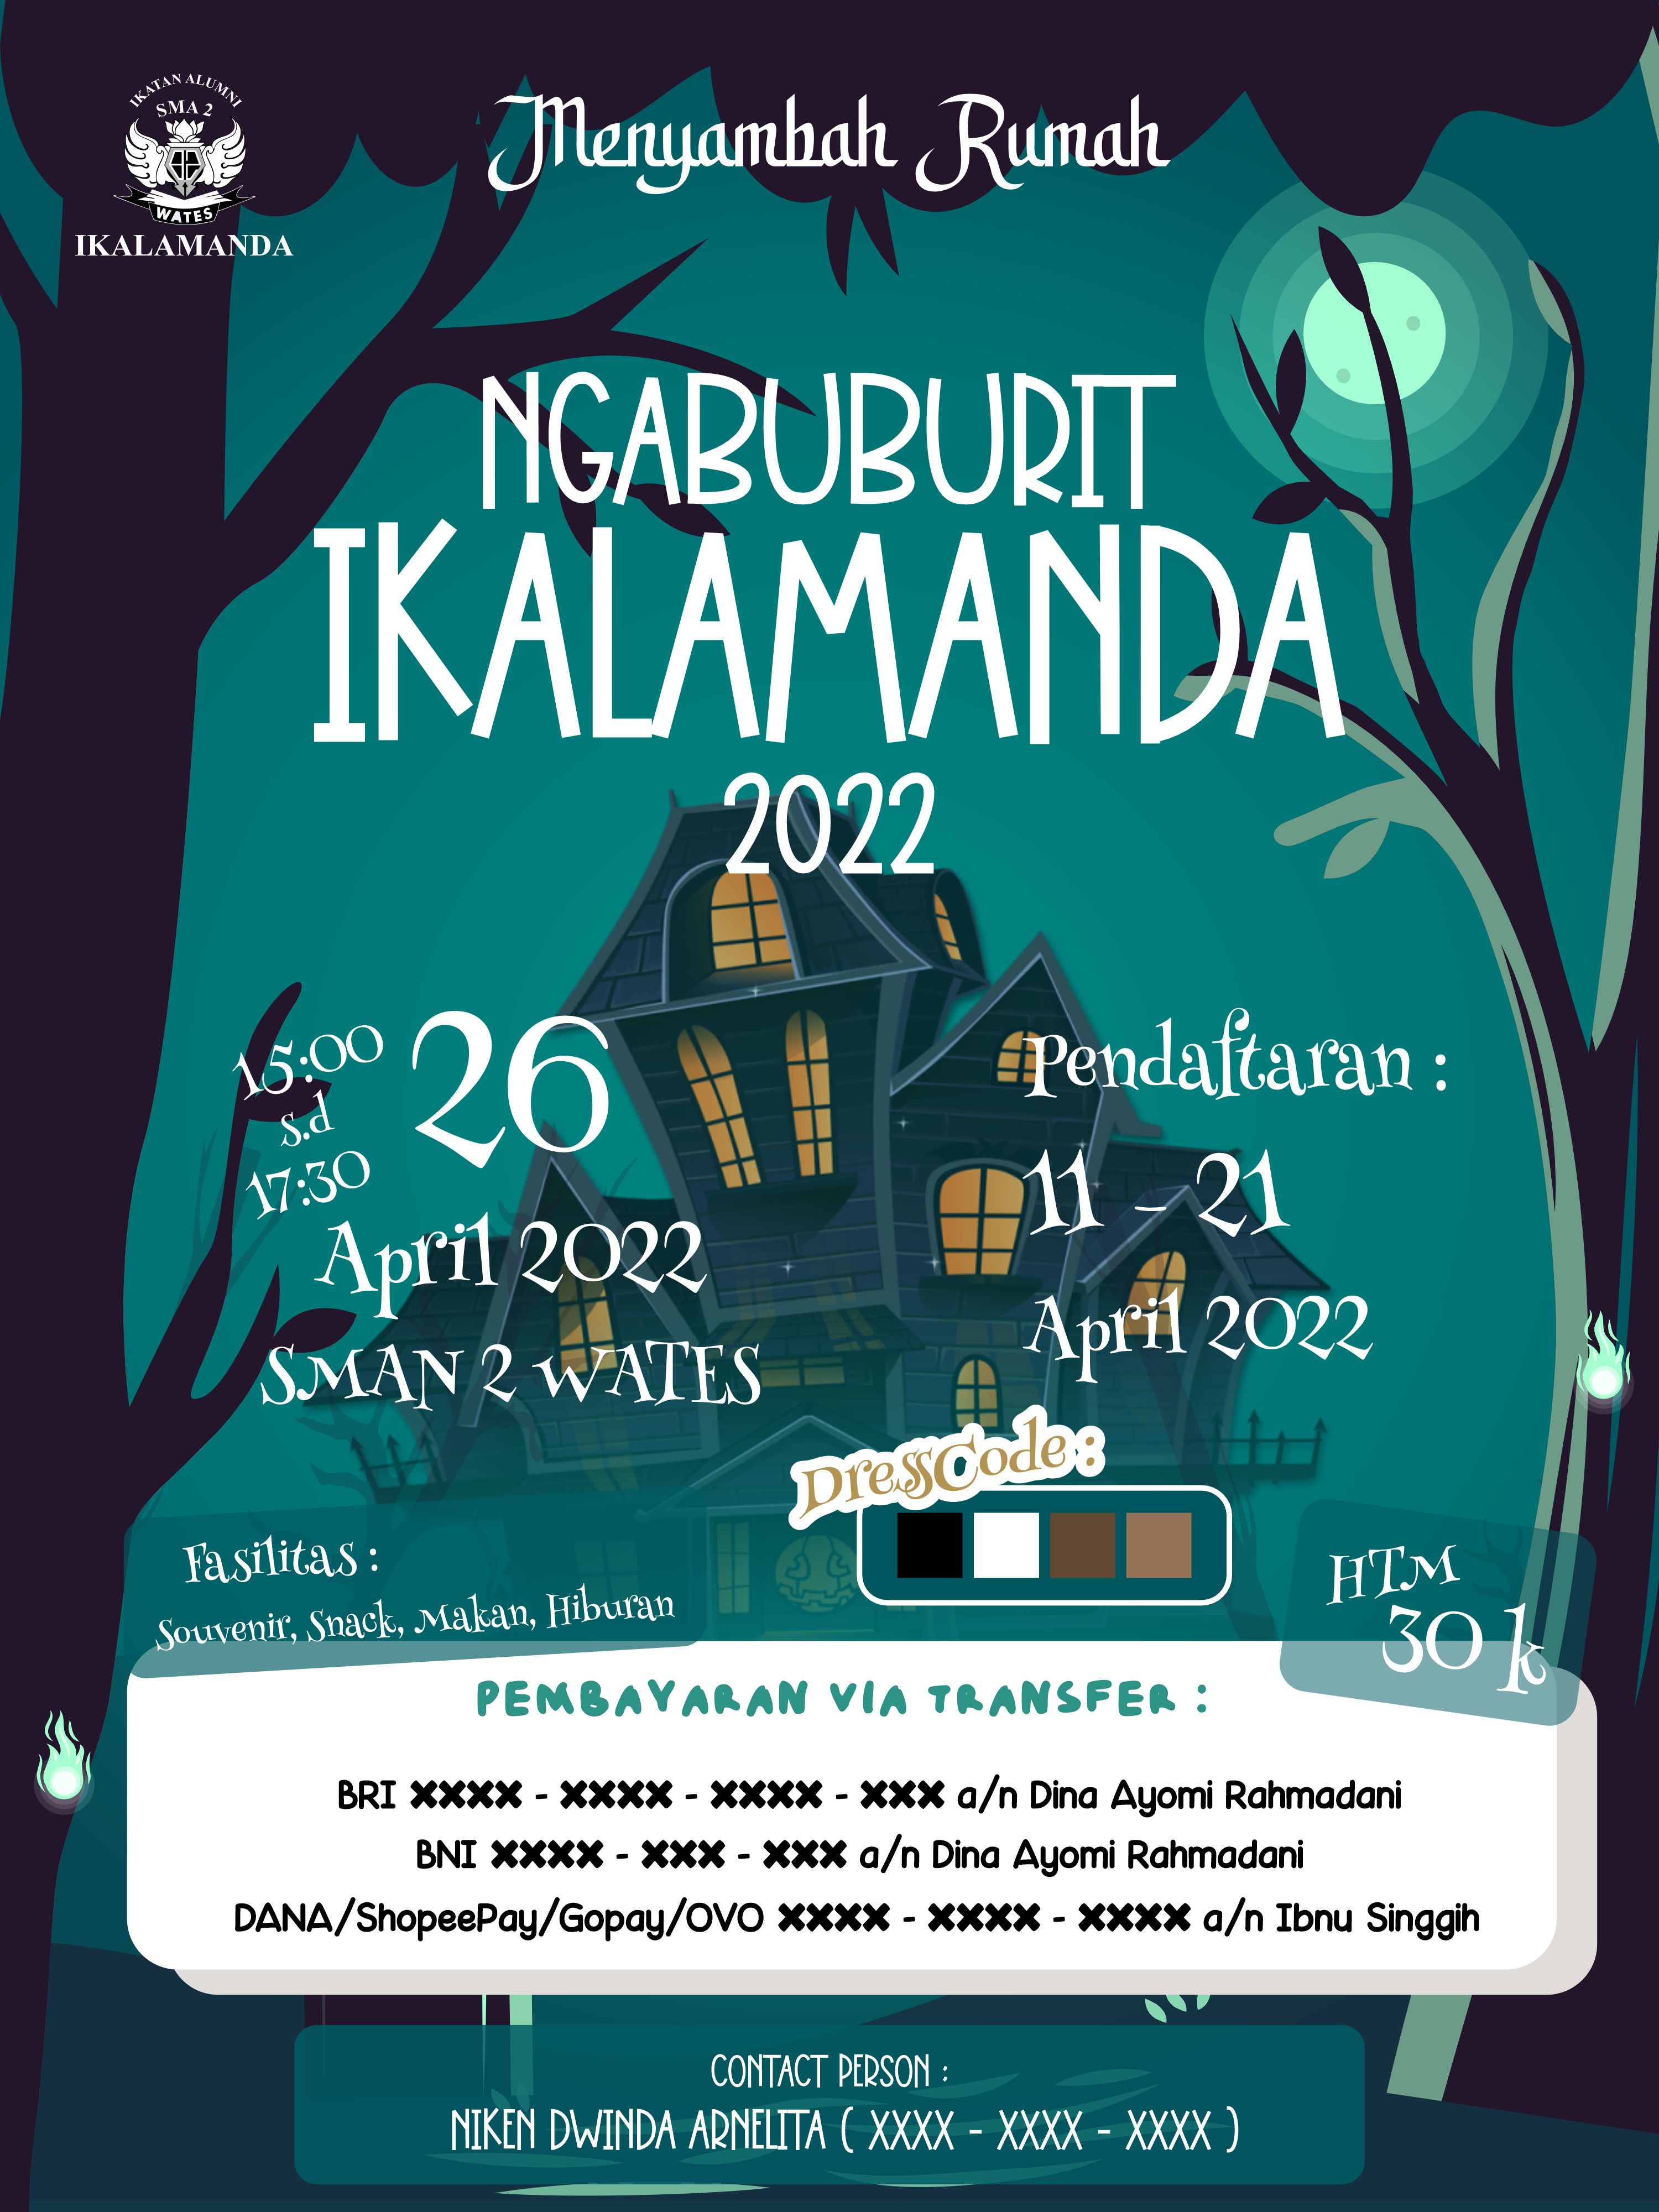 IKATAN ALUMNI
SMA 2
WATES
IKALAMANDA
Menyambah Rumah
NGABUBURIT
IKALAMANDA
2022
15:00
s.d
17:30
26
April 2022
SMAN 2 WATES
Pendaftaran :
11 - 21
April 2022
DressCode :
Fasilitas :
Souvenir, Snack, Makan, Hiburan
HTM
30 k
PEMBAYARAN VIA TRANSFER :
BRI XXXX - XXXX - XXXX - XXX a/n Dina Ayomi Rahmadani
BNI XXXX - XXX - XXX a/n Dina Ayomi Rahmadani
DANA/ShopeePay/Gopay/OVO XXXX - XXXX - XXXX a/n Ibnu Singgih
CONTACT PERSON :
NIKEN DWINDA ARNELITA ( XXXX - XXXX - XXXX )